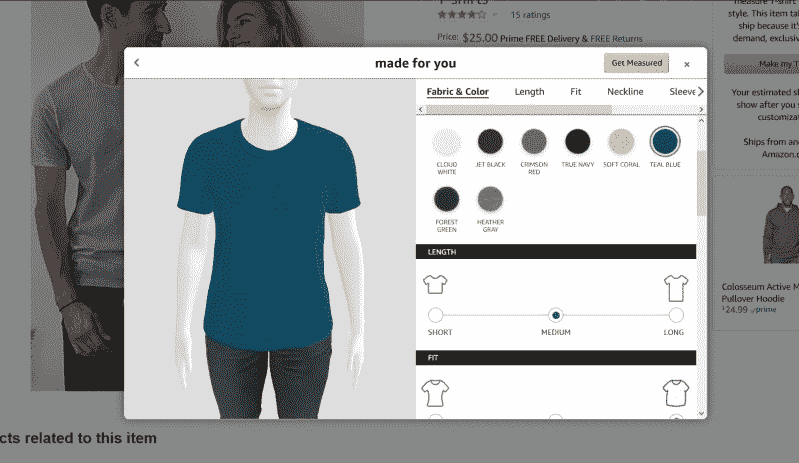 15 ratings
Price: $25.00 Prime FREE Delivery & FREE Returns
made for you
Get Measured
×
Fabric & Color
Length
Fit
Neckline
Sleeve
CLOUD WHITE
JET BLACK
CRIMSON RED
TRUE NAVY
SOFT CORAL
TEAL BLUE
FOREST GREEN
HEATHER GRAY
LENGTH
SHORT
MEDIUM
LONG
FIT
measure T-shirt
style. This item ta
ship because it's
demand, exclusiv
Make my T
Your estimated s
show after you s
customizat
Ships from an
Amazon.c
Colosseum Active M
Pullover Hoodie
$24.99 prime
cts related to this item